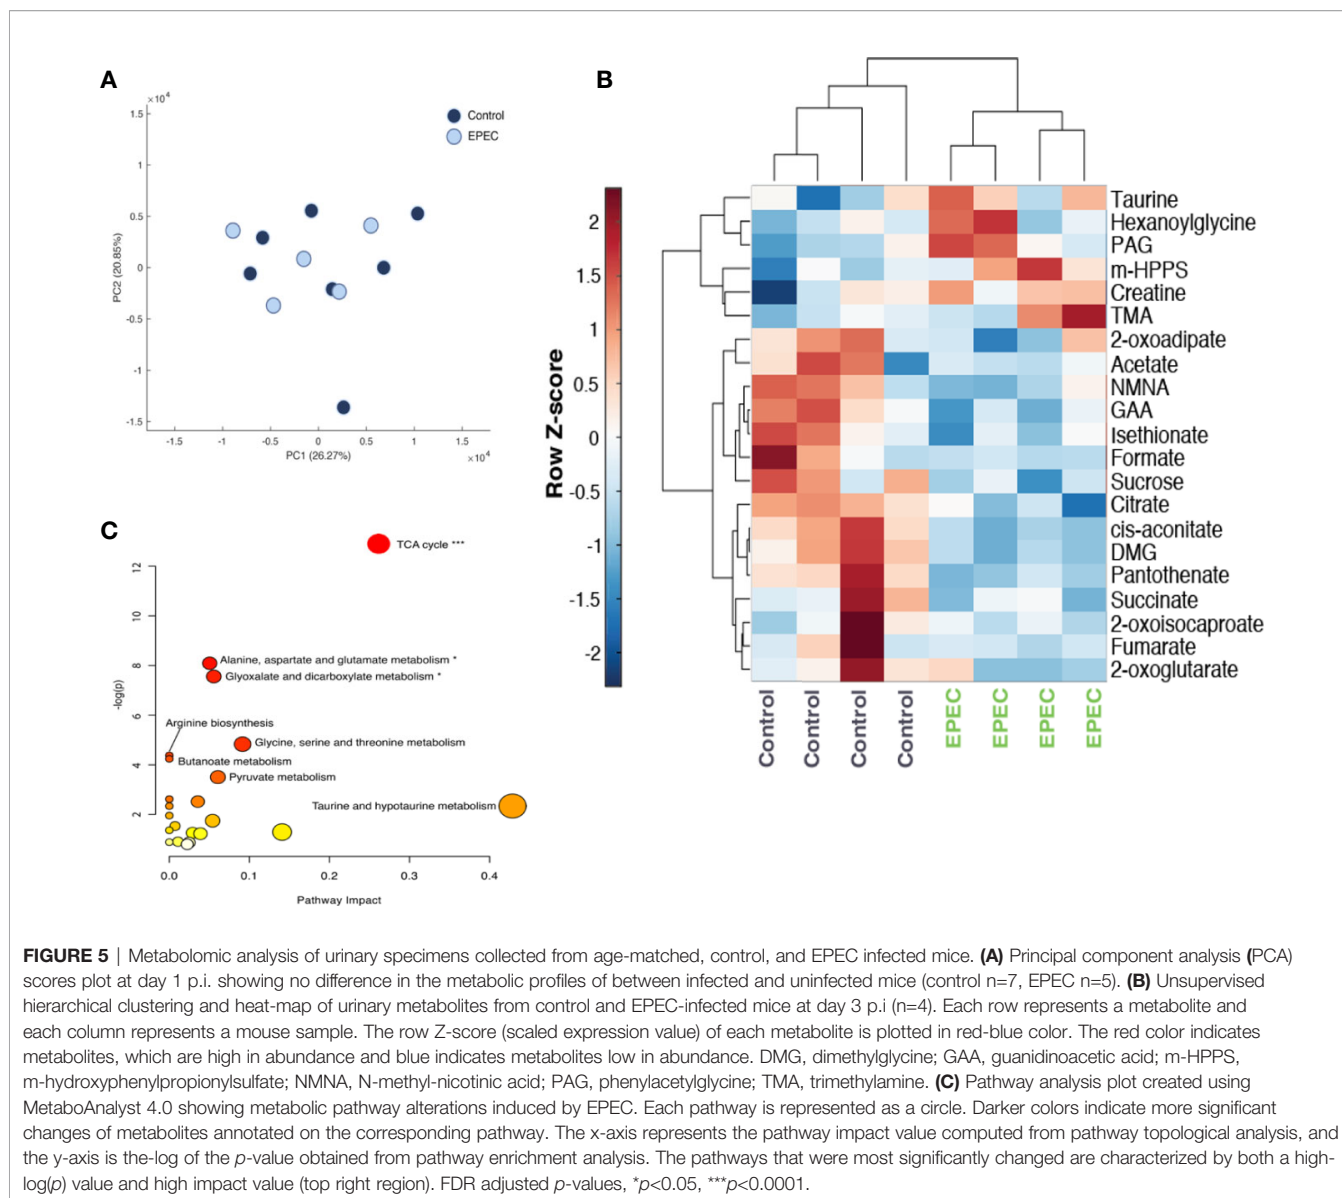 A
×10⁴
1.5
1
0.5
0
-0.5
-1
-1.5
PC2 (20.85%)
-1.5
-1
-0.5
0
0.5
1
1.5
PC1 (26.27%)
×10⁴
Control
EPEC
B
Row Z-score
2
1.5
1
0.5
0
-0.5
-1
-1.5
-2
Taurine
Hexanoylglycine
PAG
m-HPPS
Creatine
TMA
2-oxoadipate
Acetate
NMNA
GAA
Isethionate
Formate
Sucrose
Citrate
cis-aconitate
DMG
Pantothenate
Succinate
2-oxoisocaproate
Fumarate
2-oxoglutarate
Control
Control
Control
Control
EPEC
EPEC
EPEC
EPEC
C
-log(p)
12
10
8
6
4
2
TCA cycle ***
Alanine, aspartate and glutamate metabolism *
Glyoxalate and dicarboxylate metabolism *
Arginine biosynthesis
Glycine, serine and threonine metabolism
Butanoate metabolism
Pyruvate metabolism
Taurine and hypotaurine metabolism
0.0
0.1
0.2
0.3
0.4
Pathway Impact
FIGURE 5 | Metabolomic analysis of urinary specimens collected from age-matched, control, and EPEC infected mice. (A) Principal component analysis (PCA)
scores plot at day 1 p.i. showing no difference in the metabolic profiles of between infected and uninfected mice (control n=7, EPEC n=5). (B) Unsupervised
hierarchical clustering and heat-map of urinary metabolites from control and EPEC-infected mice at day 3 p.i (n=4). Each row represents a metabolite and
each column represents a mouse sample. The row Z-score (scaled expression value) of each metabolite is plotted in red-blue color. The red color indicates
metabolites, which are high in abundance and blue indicates metabolites low in abundance. DMG, dimethylglycine; GAA, guanidinoacetic acid; m-HPPS,
m-hydroxyphenylpropionylsulfate; NMNA, N-methyl-nicotinic acid; PAG, phenylacetylglycine; TMA, trimethylamine. (C) Pathway analysis plot created using
MetaboAnalyst 4.0 showing metabolic pathway alterations induced by EPEC. Each pathway is represented as a circle. Darker colors indicate more significant
changes of metabolites annotated on the corresponding pathway. The x-axis represents the pathway impact value computed from pathway topological analysis, and
the y-axis is the-log of the p-value obtained from pathway enrichment analysis. The pathways that were most significantly changed are characterized by both a high-
log(p) value and high impact value (top right region). FDR adjusted p-values, *p<0.05, ***p<0.0001.